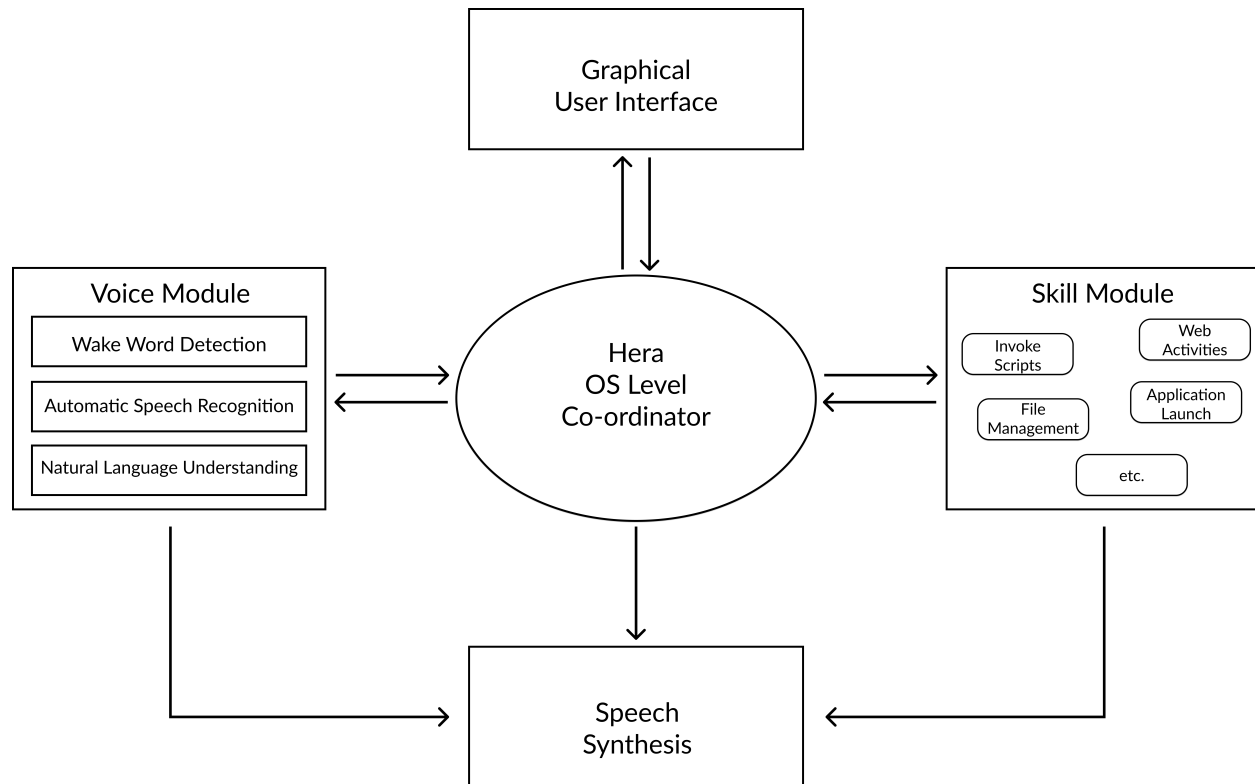 Graphical
User Interface
Voice Module
Wake Word Detection
Automatic Speech Recognition
Natural Language Understanding
Hera
OS Level
Co-ordinator
Skill Module
Invoke
Scripts
Web
Activities
File
Management
Application
Launch
etc.
Speech
Synthesis